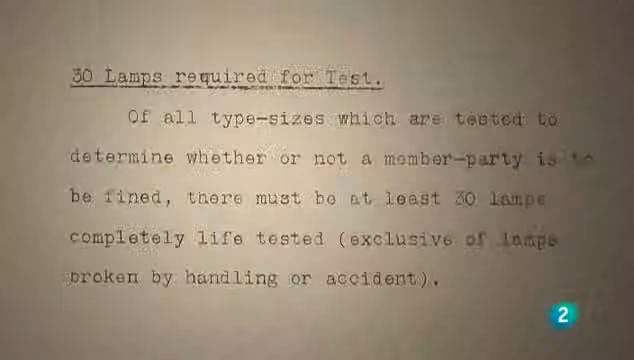 30 Lamps required for Test.
Of all type-sizes which are tested to
determine whether or not a member-party is to
be fined, there must be at least 30 lamps
completely life tested (exclusive of lamps
broken by handling or accident).
2